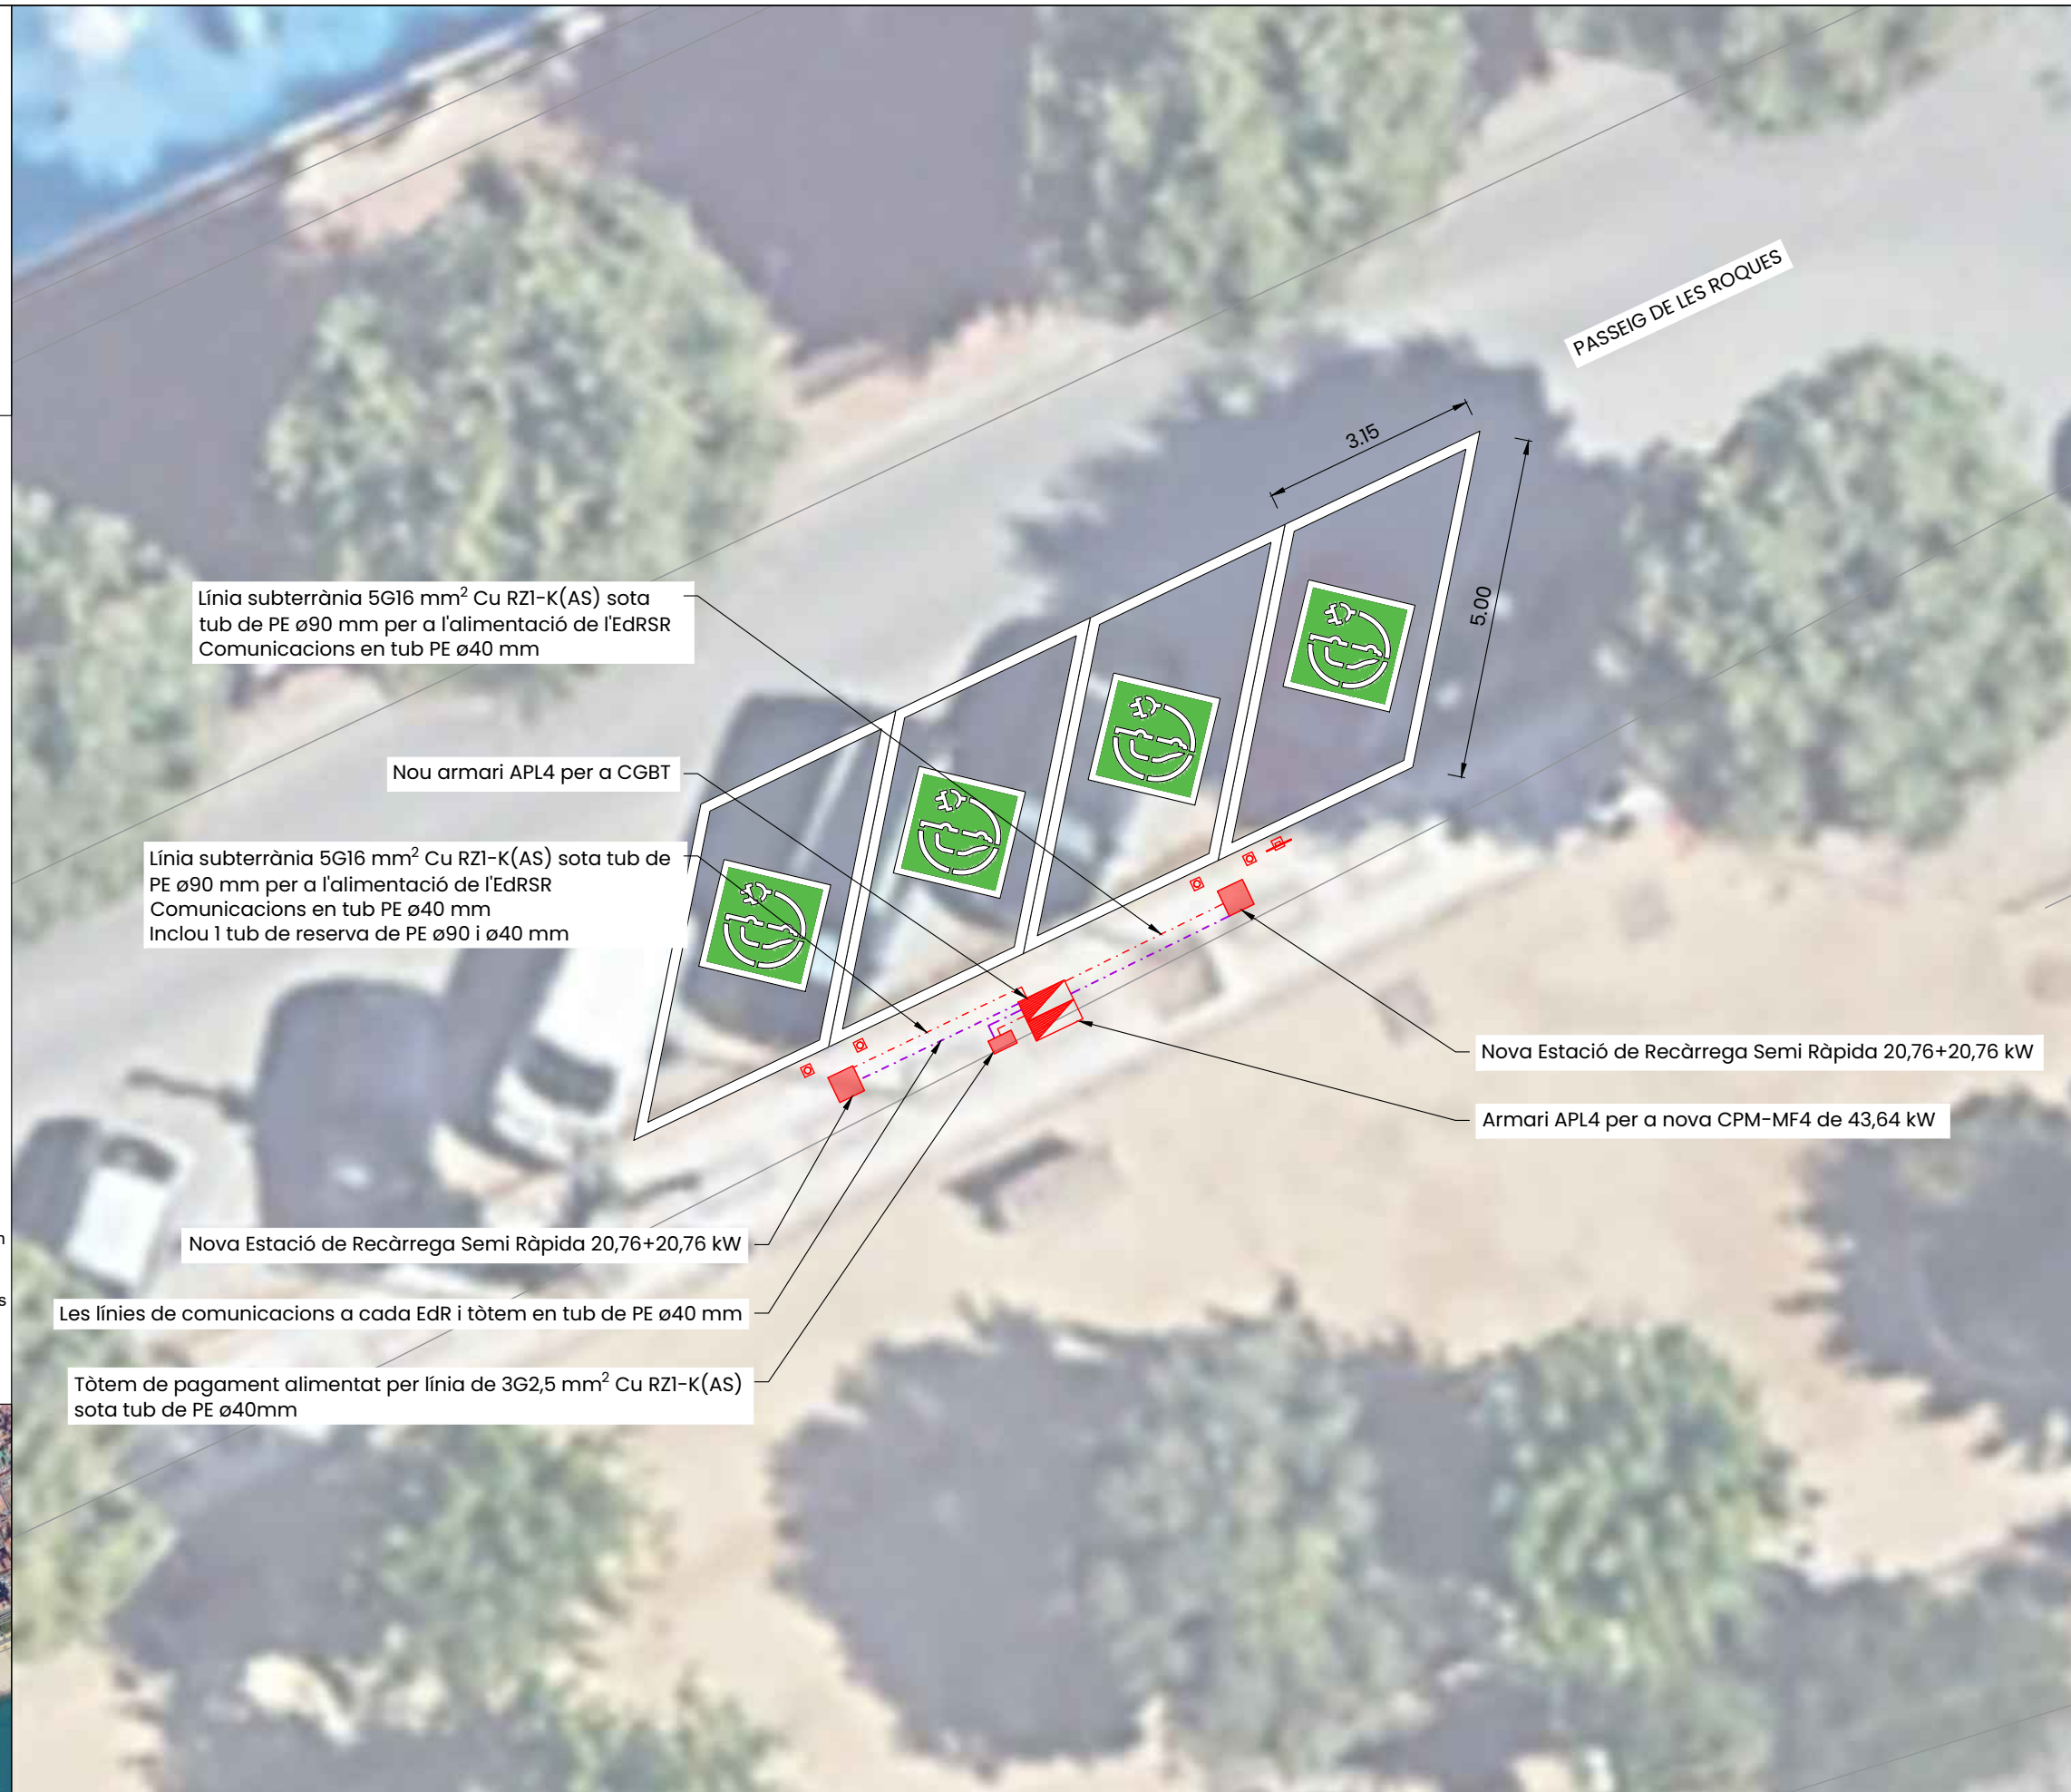 PASSEIG DE LES ROQUES
3.15
5.00
Línia subterrània 5G16 mm² Cu RZ1-K(AS) sota
tub de PE ø90 mm per a l'alimentació de l'EdRSR
Comunicacions en tub PE ø40 mm
Nou armari APL4 per a CGBT
Línia subterrània 5G16 mm² Cu RZ1-K(AS) sota tub de
PE ø90 mm per a l'alimentació de l'EdRSR
Comunicacions en tub PE ø40 mm
Inclou 1 tub de reserva de PE ø90 i ø40 mm
Nova Estació de Recàrrega Semi Ràpida 20,76+20,76 kW
Armari APL4 per a nova CPM-MF4 de 43,64 kW
Nova Estació de Recàrrega Semi Ràpida 20,76+20,76 kW
Les línies de comunicacions a cada EdR i tòtem en tub de PE ø40 mm
Tòtem de pagament alimentat per línia de 3G2,5 mm² Cu RZ1-K(AS)
sota tub de PE ø40mm